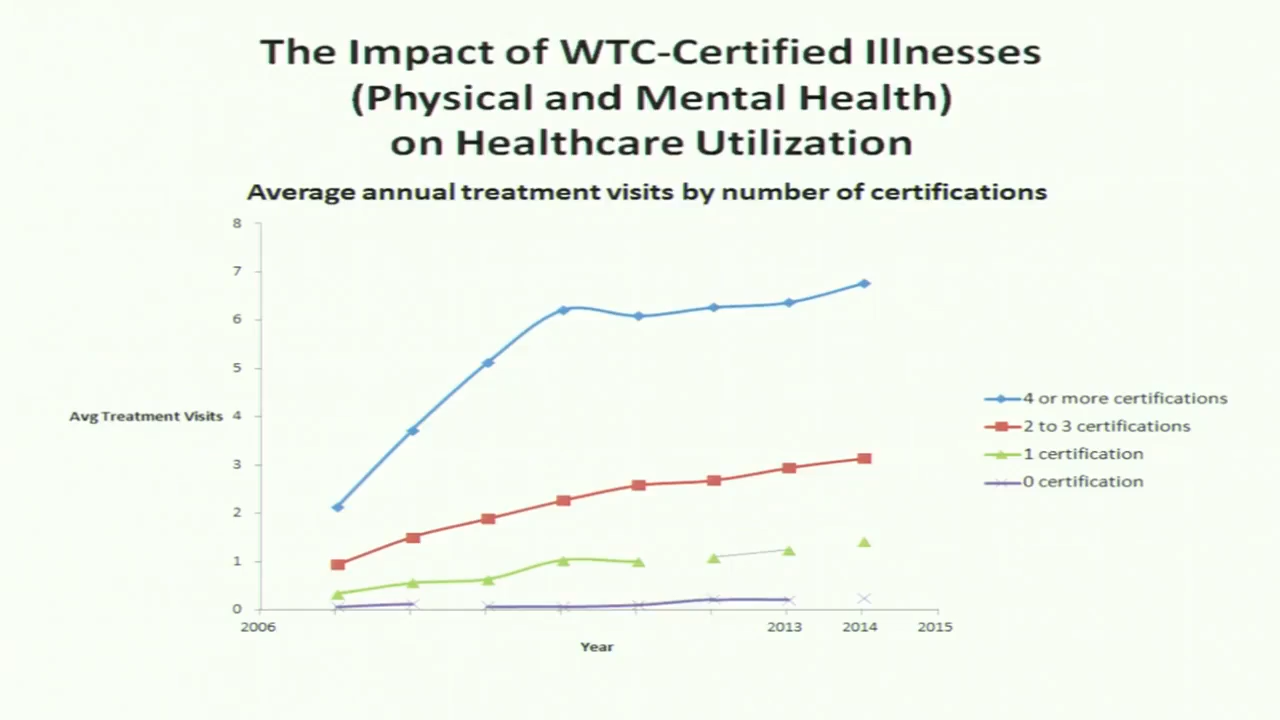 The Impact of WTC-Certified Illnesses
(Physical and Mental Health)
on Healthcare Utilization
Average annual treatment visits by number of certifications
8
7
6
5
Avg Treatment Visits 4
3
2
1
0
4 or more certifications
2 to 3 certifications
1 certification
0 certification
2006 2013 2014 2015
Year